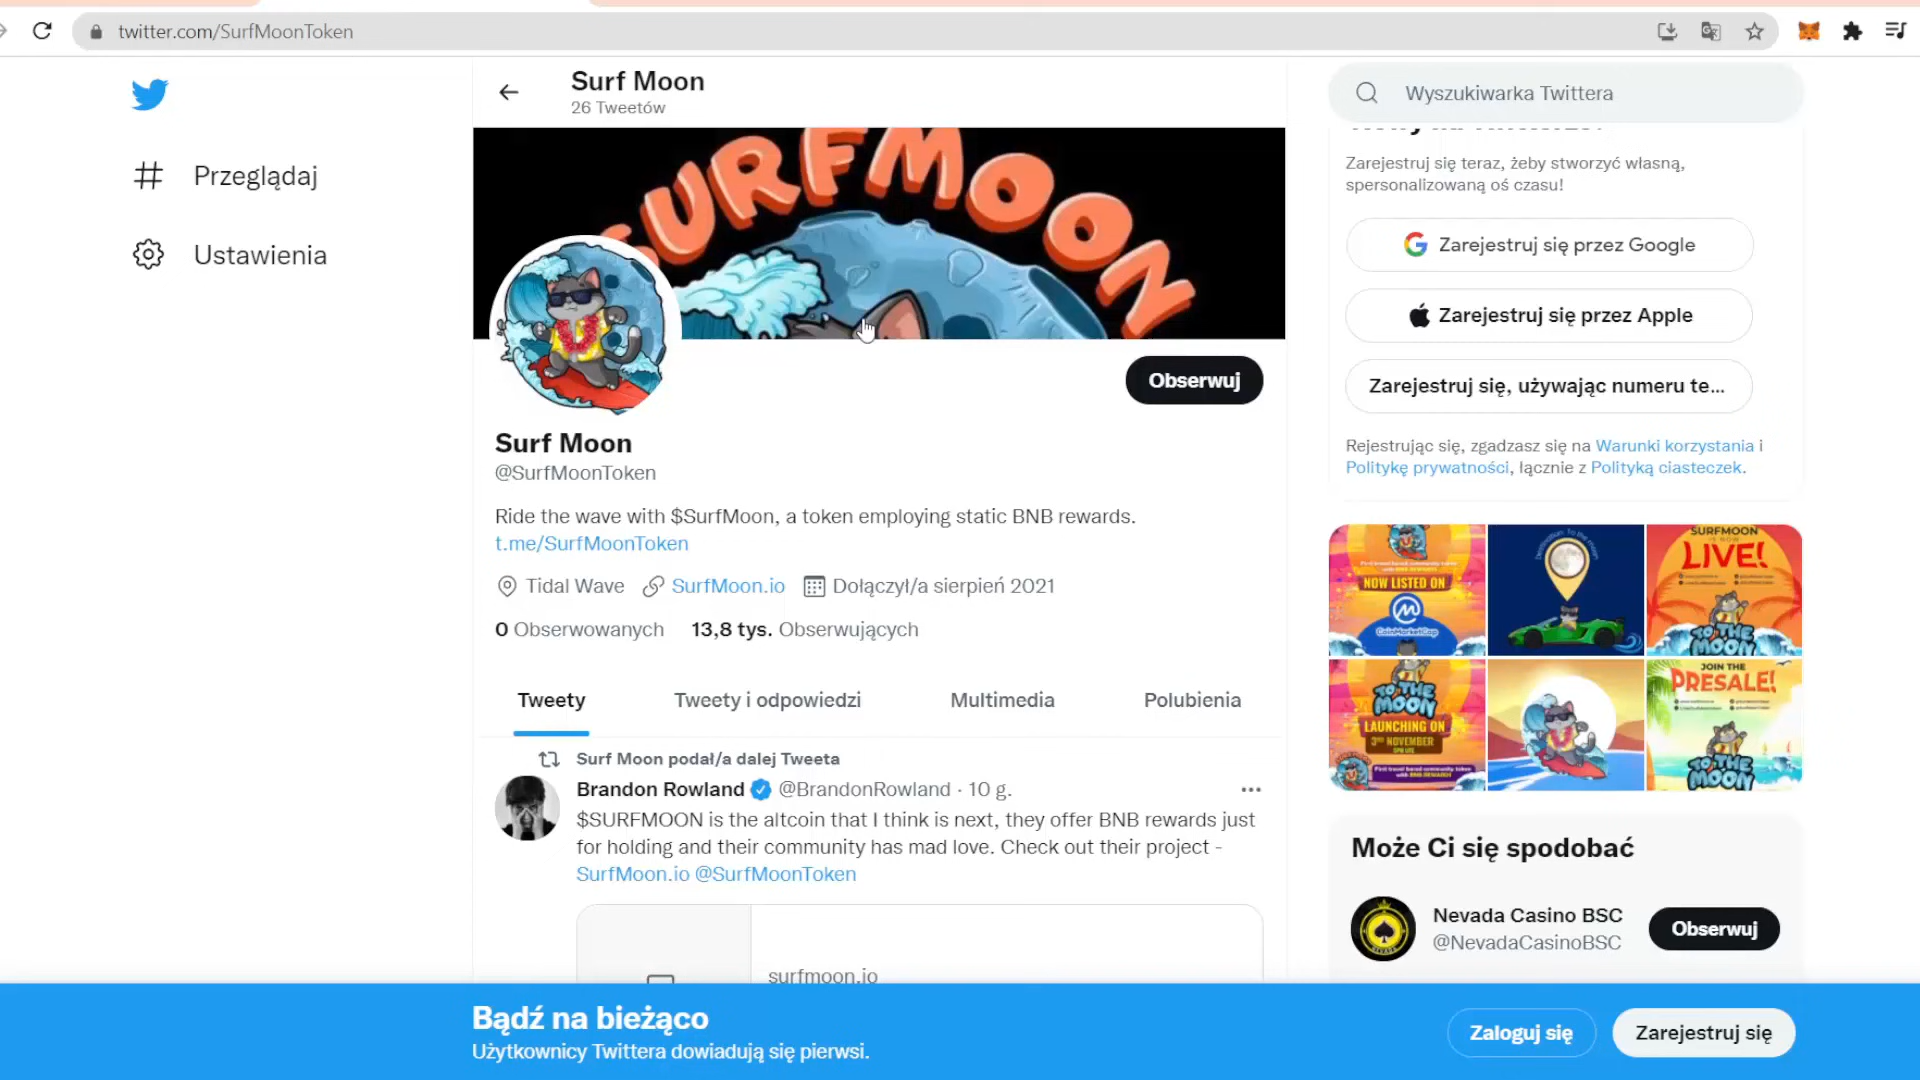 twitter.com/SurfMoonToken
Surf Moon
26 Tweetów
Wyszukiwarka Twittera
Przeglądaj
Ustawienia
SURFMOON
Zarejestruj się teraz, żeby stworzyć własną,
spersonalizowaną oś czasu!
Zarejestruj się przez Google
Zarejestruj się przez Apple
Zarejestruj się, używając numeru te...
Rejestrując się, zgadzasz się na Warunki korzystania i
Politykę prywatności, łącznie z Polityką ciasteczek.
Obserwuj
Surf Moon
@SurfMoonToken
Ride the wave with $SurfMoon, a token employing static BNB rewards.
t.me/SurfMoonToken
Tidal Wave SurfMoon.io Dołączył/a sierpień 2021
0 Obserwowanych 13,8 tys. Obserwujących
Tweety Tweety i odpowiedzi Multimedia Polubienia
Surf Moon podał/a dalej Tweeta
Brandon Rowland @BrandonRowland · 10 g.
$SURFMOON is the altcoin that I think is next, they offer BNB rewards just
for holding and their community has mad love. Check out their project -
SurfMoon.io @SurfMoonToken
surfmoon.io
NOW LISTED ON
CoinMarketCap
SURFMOON
LIVE!
TO THE
MOON
TO THE
MOON
LAUNCHING ON
3RD NOVEMBER
JOIN THE
PRESALE!
TO THE
MOON
Może Ci się spodobać
Nevada Casino BSC
@NevadaCasinoBSC
Obserwuj
Bądź na bieżąco
Użytkownicy Twittera dowiadują się pierwsi.
Zaloguj się
Zarejestruj się